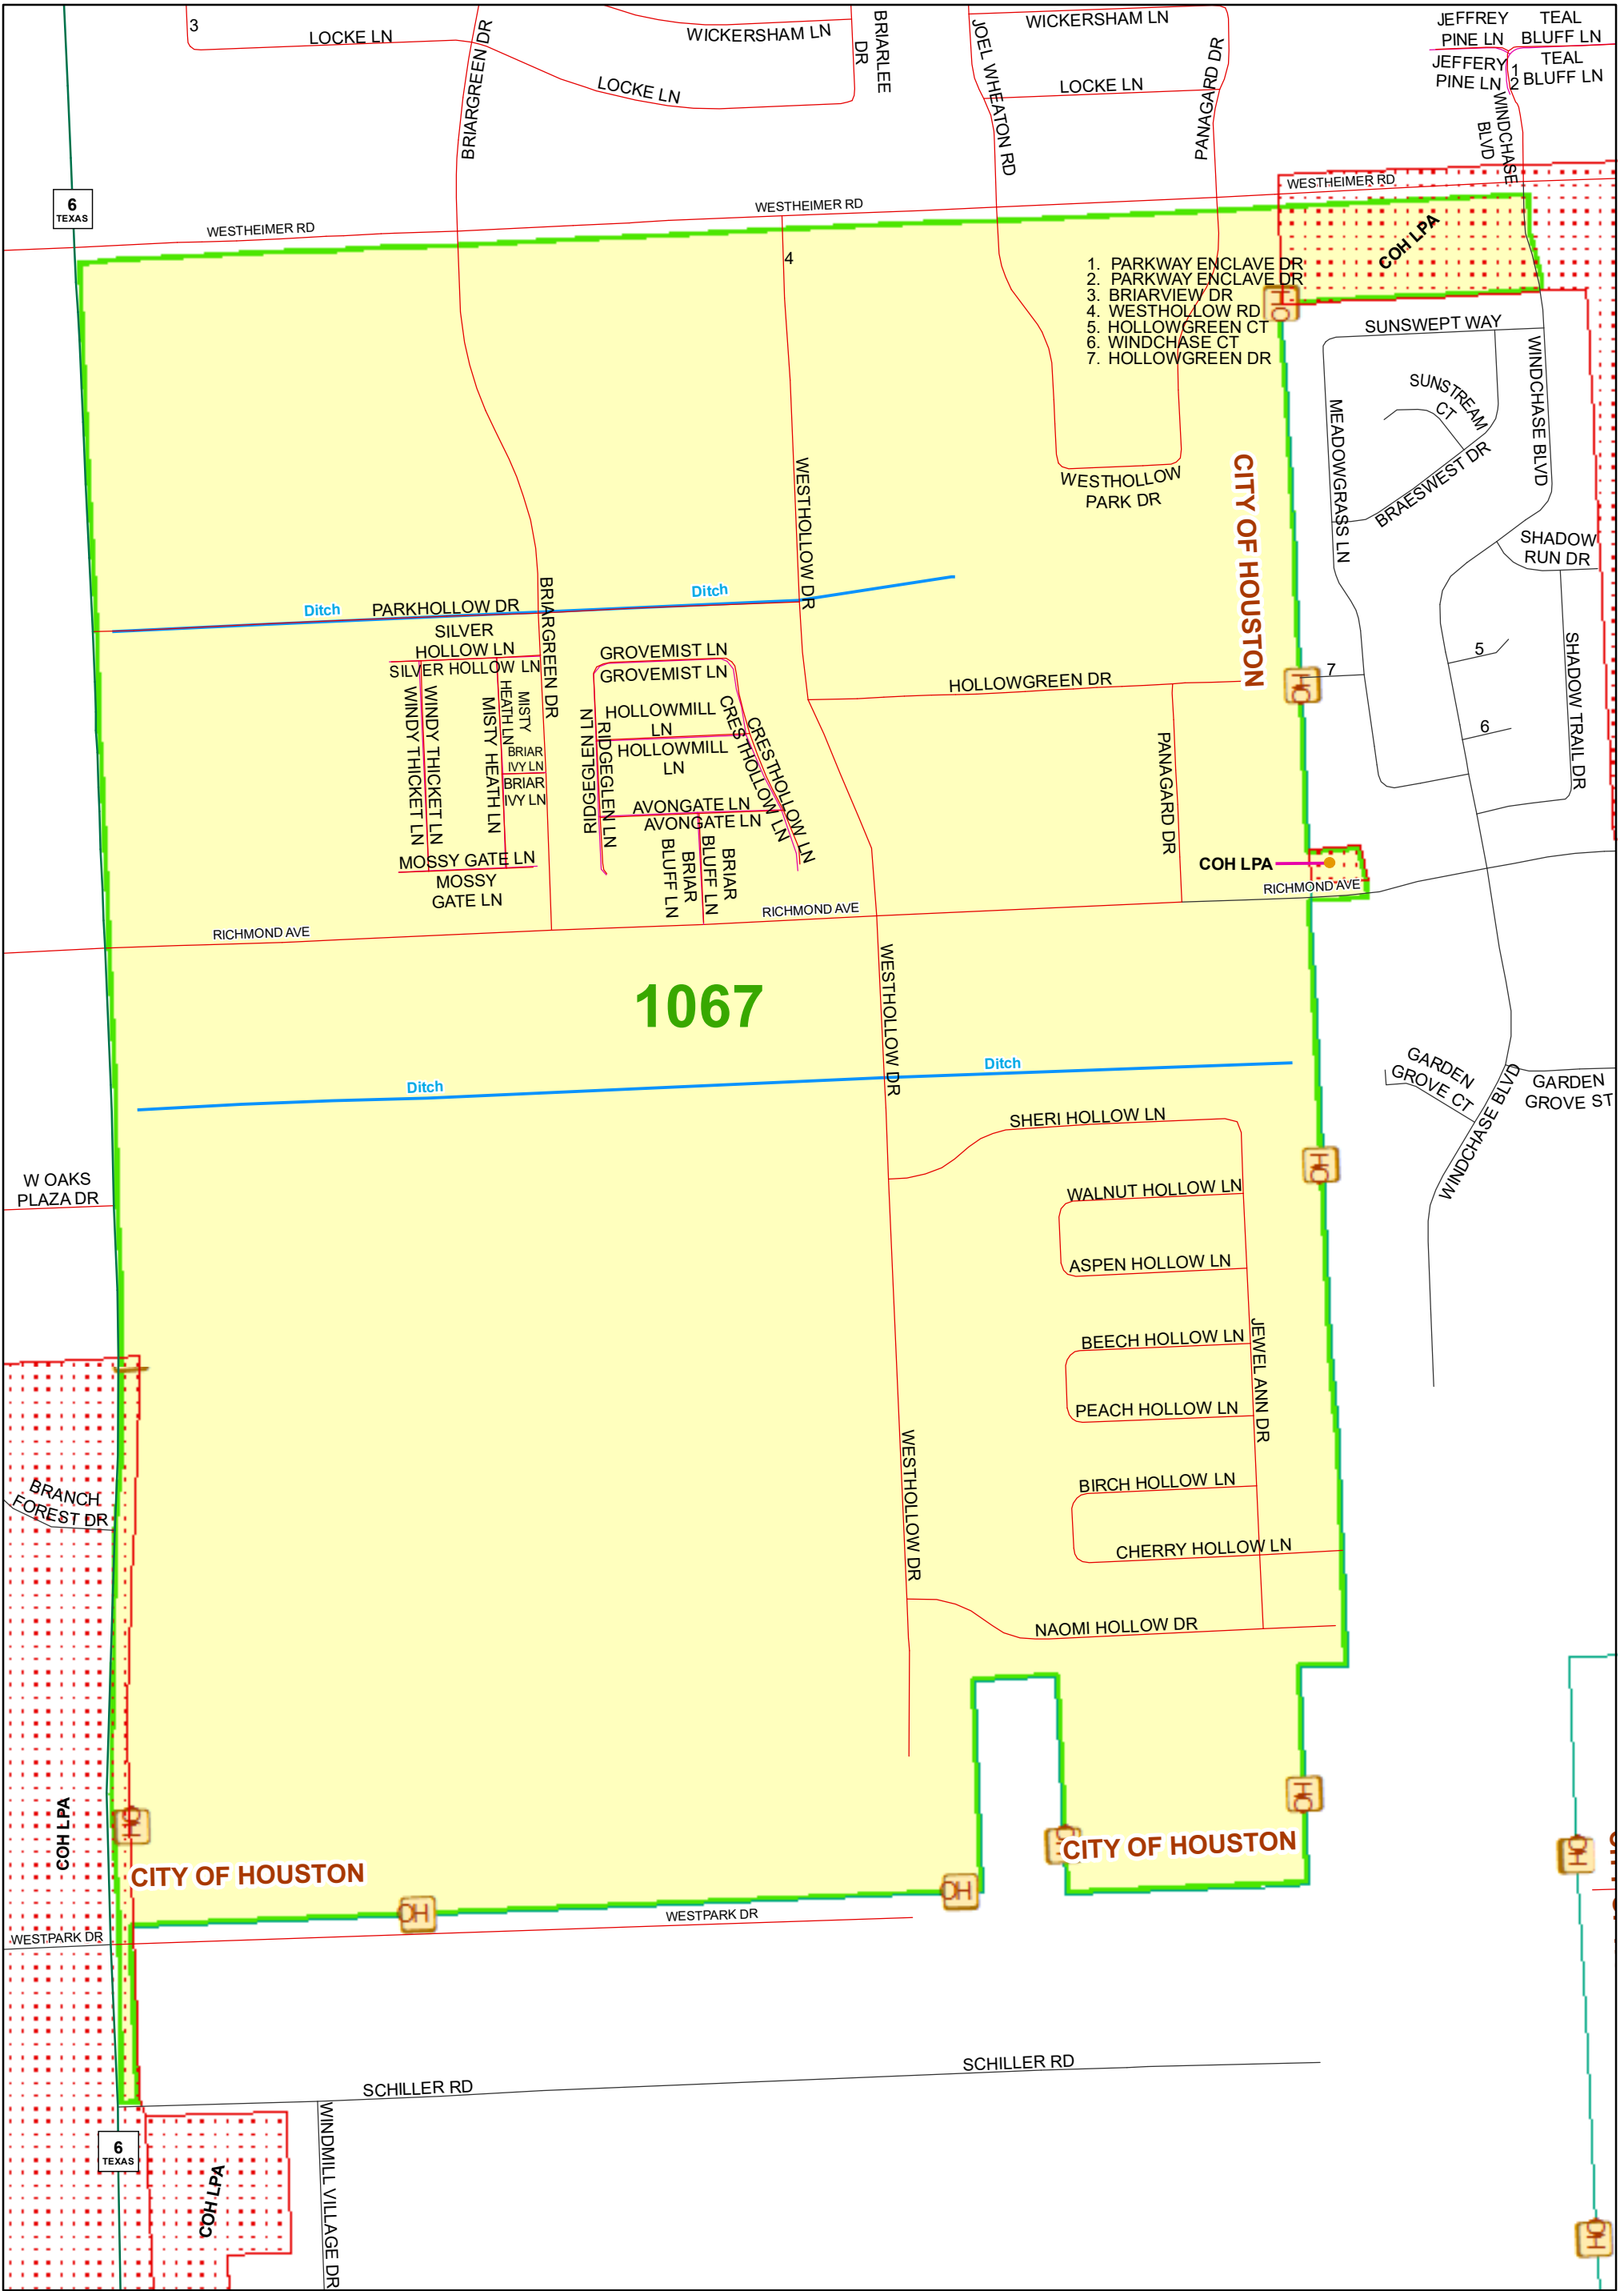 3
LOCKE LN
BRIARGREEN DR
WICKERSHAM LN
LOCKE LN
BRIARLEE
DR
JOEL WHEATON RD
WICKERSHAM LN
LOCKE LN
PANAGARD DR
JEFFREY
PINE LN
TEAL
BLUFF LN
JEFFERY
PINE LN
1
2
TEAL
BLUFF LN
WINDCHASE
BLVD
6
TEXAS
WESTHEIMER RD
WESTHEIMER RD
WESTHEIMER RD
COH LPA
4
1. PARKWAY ENCLAVE DR
2. PARKWAY ENCLAVE DR
3. BRIARVIEW DR
4. WESTHOLLOW RD
5. HOLLOWGREEN CT
6. WINDCHASE CT
7. HOLLOWGREEN DR
SUNSWEPT WAY
SUNSTREAM
CT
BRAESWEST DR
MEADOWGRASS LN
WINDCHASE BLVD
SHADOW
RUN DR
WESTHOLLOW
PARK DR
WESTHOLLOW DR
CITY OF HOUSTON
Ditch
PARKHOLLOW DR
Ditch
BRIARGREEN DR
SILVER
HOLLOW LN
SILVER HOLLOW LN
WINDY THICKET LN
WINDY THICKET LN
MISTY HEATH LN
MISTY
HEATH LN
BRIAR
IVY LN
BRIAR
IVY LN
MOSSY GATE LN
MOSSY
GATE LN
GROVEMIST LN
GROVEMIST LN
HOLLOWMILL
LN
HOLLOWMILL
LN
RIDGEGLEN LN
RIDGEGLEN LN
CRESTHOLLOW LN
CRESTHOLLOW LN
AVONGATE LN
AVONGATE LN
BRIAR
BLUFF LN
BRIAR
BLUFF LN
HOLLOWGREEN DR
7
5
6
SHADOW TRAIL DR
PANAGARD DR
COH LPA
RICHMOND AVE
RICHMOND AVE
RICHMOND AVE
1067
WESTHOLLOW DR
Ditch
Ditch
GARDEN
GROVE CT
GARDEN
GROVE ST
WINDCHASE BLVD
SHERI HOLLOW LN
W OAKS
PLAZA DR
WALNUT HOLLOW LN
ASPEN HOLLOW LN
BEECH HOLLOW LN
JEWEL ANN DR
PEACH HOLLOW LN
WESTHOLLOW DR
BRANCH
FOREST DR
BIRCH HOLLOW LN
CHERRY HOLLOW LN
NAOMI HOLLOW DR
COH LPA
CITY OF HOUSTON
CITY OF HOUSTON
WESTPARK DR
WESTPARK DR
SCHILLER RD
SCHILLER RD
6
TEXAS
COH LPA
WINDMILL VILLAGE DR